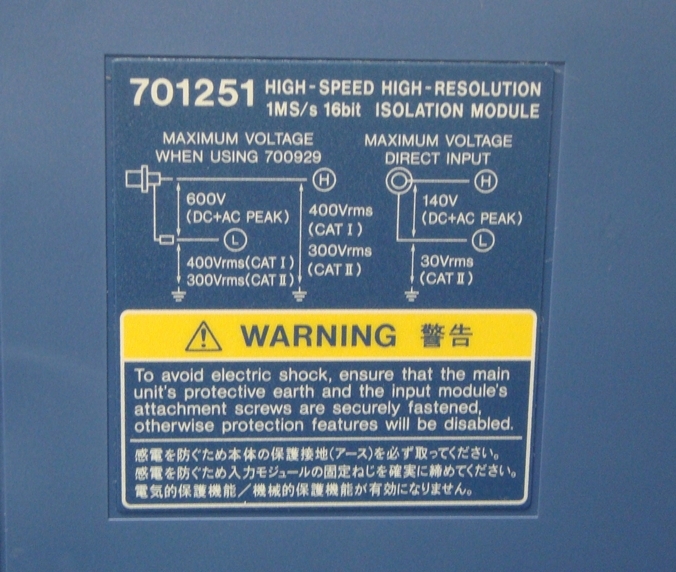 701251 HIGH-SPEED HIGH-RESOLUTION
1MS/s 16bit ISOLATION MODULE
MAXIMUM VOLTAGE
WHEN USING 700929
H
600V
(DC+AC PEAK)
L
400Vrms(CAT I)
300Vrms(CAT II)
400Vrms
(CAT I)
300Vrms
(CAT II)
MAXIMUM VOLTAGE
DIRECT INPUT
H
140V
(DC+AC PEAK)
L
30Vrms
(CAT II)
WARNING 警告
To avoid electric shock, ensure that the main
unit's protective earth and the input module's
attachment screws are securely fastened,
otherwise protection features will be disabled.
感電を防ぐため本体の保護接地(アース)を必ず取ってください。
感電を防ぐため入力モジュールの固定ねじを確実に締めてください。
電気的保護機能/機械的保護機能が有効になりません。